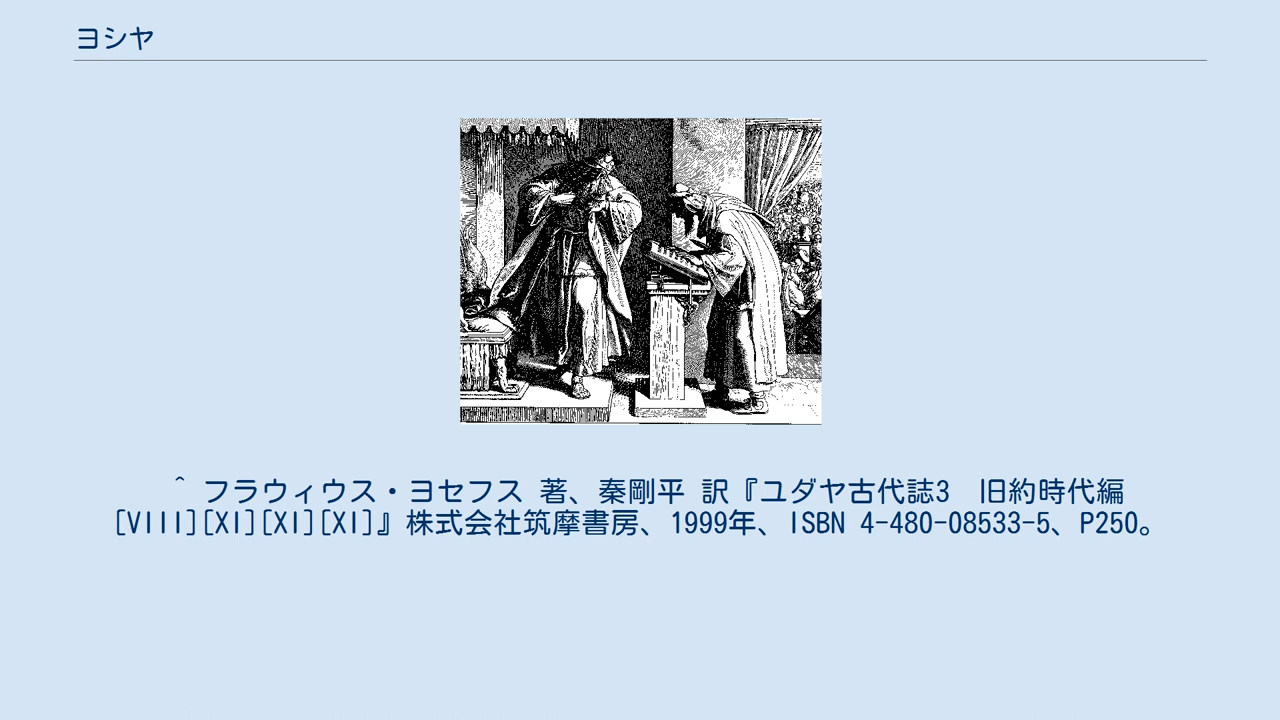 ヨシヤ
^ フラウィウス・ヨセフス 著、秦剛平 訳『ユダヤ古代誌3　旧約時代編
[VIII][XI][XI][XI]』株式会社筑摩書房、1999年、ISBN 4-480-08533-5、P250。